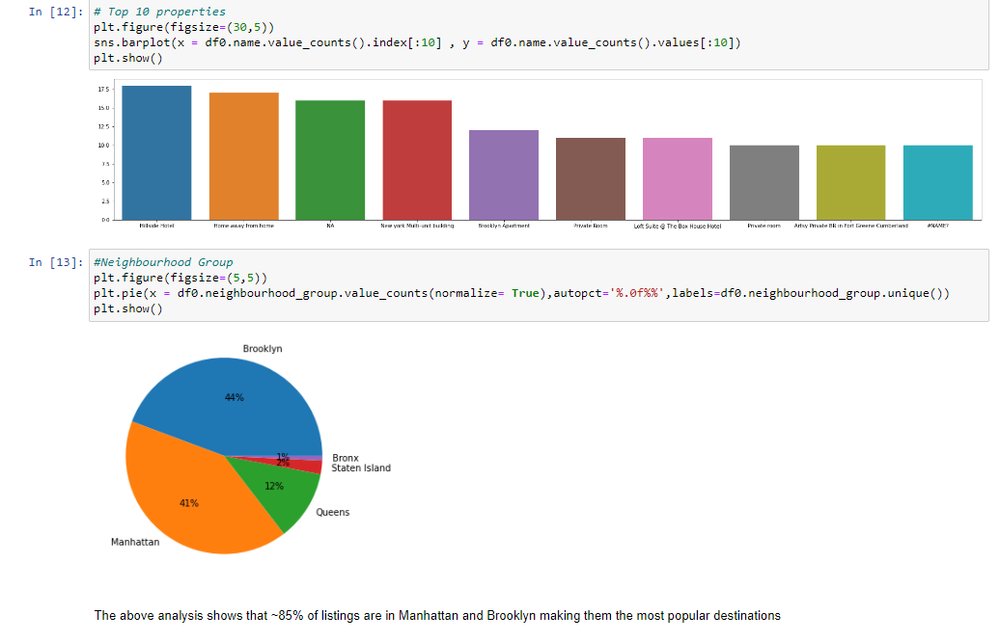 In [12]: # Top 10 properties
plt.figure(figsize=(30,5))
sns.barplot(x = df0.name.value_counts().index[:10] , y = df0.name.value_counts().values[:10])
plt.show()
17.5
15.0
12.5
10.0
7.5
5.0
2.5
0.0
Hillside Hotel Home away from home NA New york Multi-unit building Brooklyn Apartment Private Room Loft Suite @ The Box House Hotel Private room Artsy Private BR in Fort Greene Cumberland #NAME?
In [13]: #Neighbourhood Group
plt.figure(figsize=(5,5))
plt.pie(x = df0.neighbourhood_group.value_counts(normalize= True),autopct='%.0f%%',labels=df0.neighbourhood_group.unique())
plt.show()
Brooklyn
44%
1%
Bronx
2%
Staten Island
12%
41%
Queens
Manhattan
The above analysis shows that ~85% of listings are in Manhattan and Brooklyn making them the most popular destinations